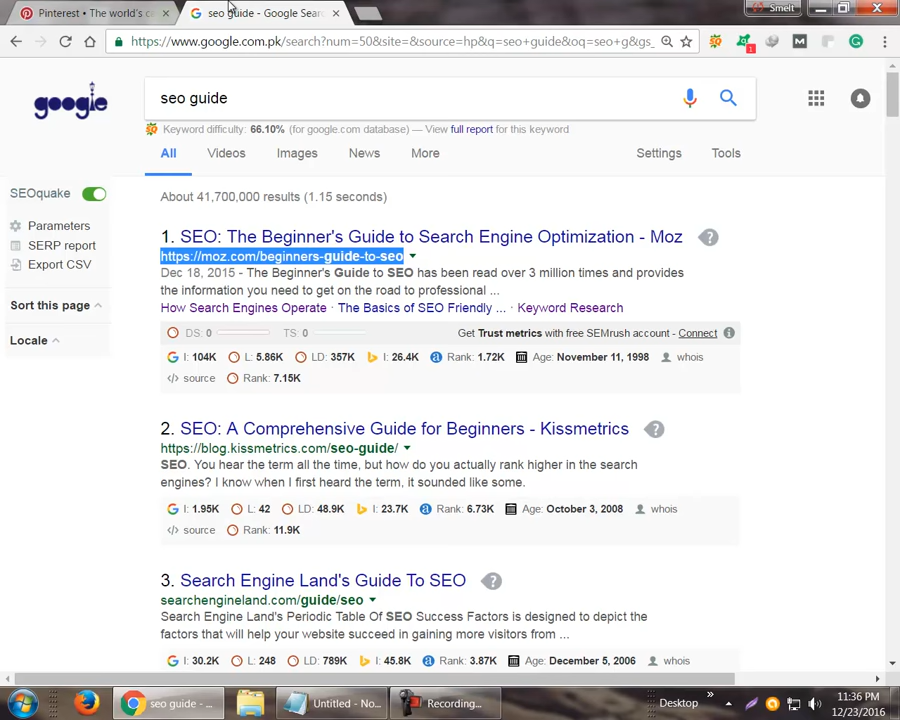 Pinterest • The world's ca
seo guide - Google Sear
Smelt
https://www.google.com.pk/search?num=50&site=&source=hp&q=seo+guide&oq=seo+g&gs_
1
M
google
seo guide
Keyword difficulty: 66.10% (for google.com database) — View full report for this keyword
All Videos Images News More Settings Tools
SEOquake
Parameters
SERP report
Export CSV
Sort this page
Locale
About 41,700,000 results (1.15 seconds)
1. SEO: The Beginner's Guide to Search Engine Optimization - Moz
https://moz.com/beginners-guide-to-seo
Dec 18, 2015 - The Beginner's Guide to SEO has been read over 3 million times and provides
the information you need to get on the road to professional ...
How Search Engines Operate · The Basics of SEO Friendly ... · Keyword Research
DS: 0 TS: 0 Get Trust metrics with free SEMrush account - Connect
I: 104K L: 5.86K LD: 357K I: 26.4K Rank: 1.72K Age: November 11, 1998 whois
source Rank: 7.15K
2. SEO: A Comprehensive Guide for Beginners - Kissmetrics
https://blog.kissmetrics.com/seo-guide/
SEO. You hear the term all the time, but how do you actually rank higher in the search
engines? I know when I first heard the term, it sounded like some.
I: 1.95K L: 42 LD: 48.9K I: 23.7K Rank: 6.73K Age: October 3, 2008 whois
source Rank: 11.9K
3. Search Engine Land's Guide To SEO
searchengineland.com/guide/seo
Search Engine Land's Periodic Table Of SEO Success Factors is designed to depict the
factors that will help your website succeed in gaining more visitors from ...
I: 30.2K L: 248 LD: 789K I: 45.8K Rank: 3.87K Age: December 5, 2006 whois
seo guide - ...
Untitled - No...
Recording...
Desktop
11:36 PM
12/23/2016